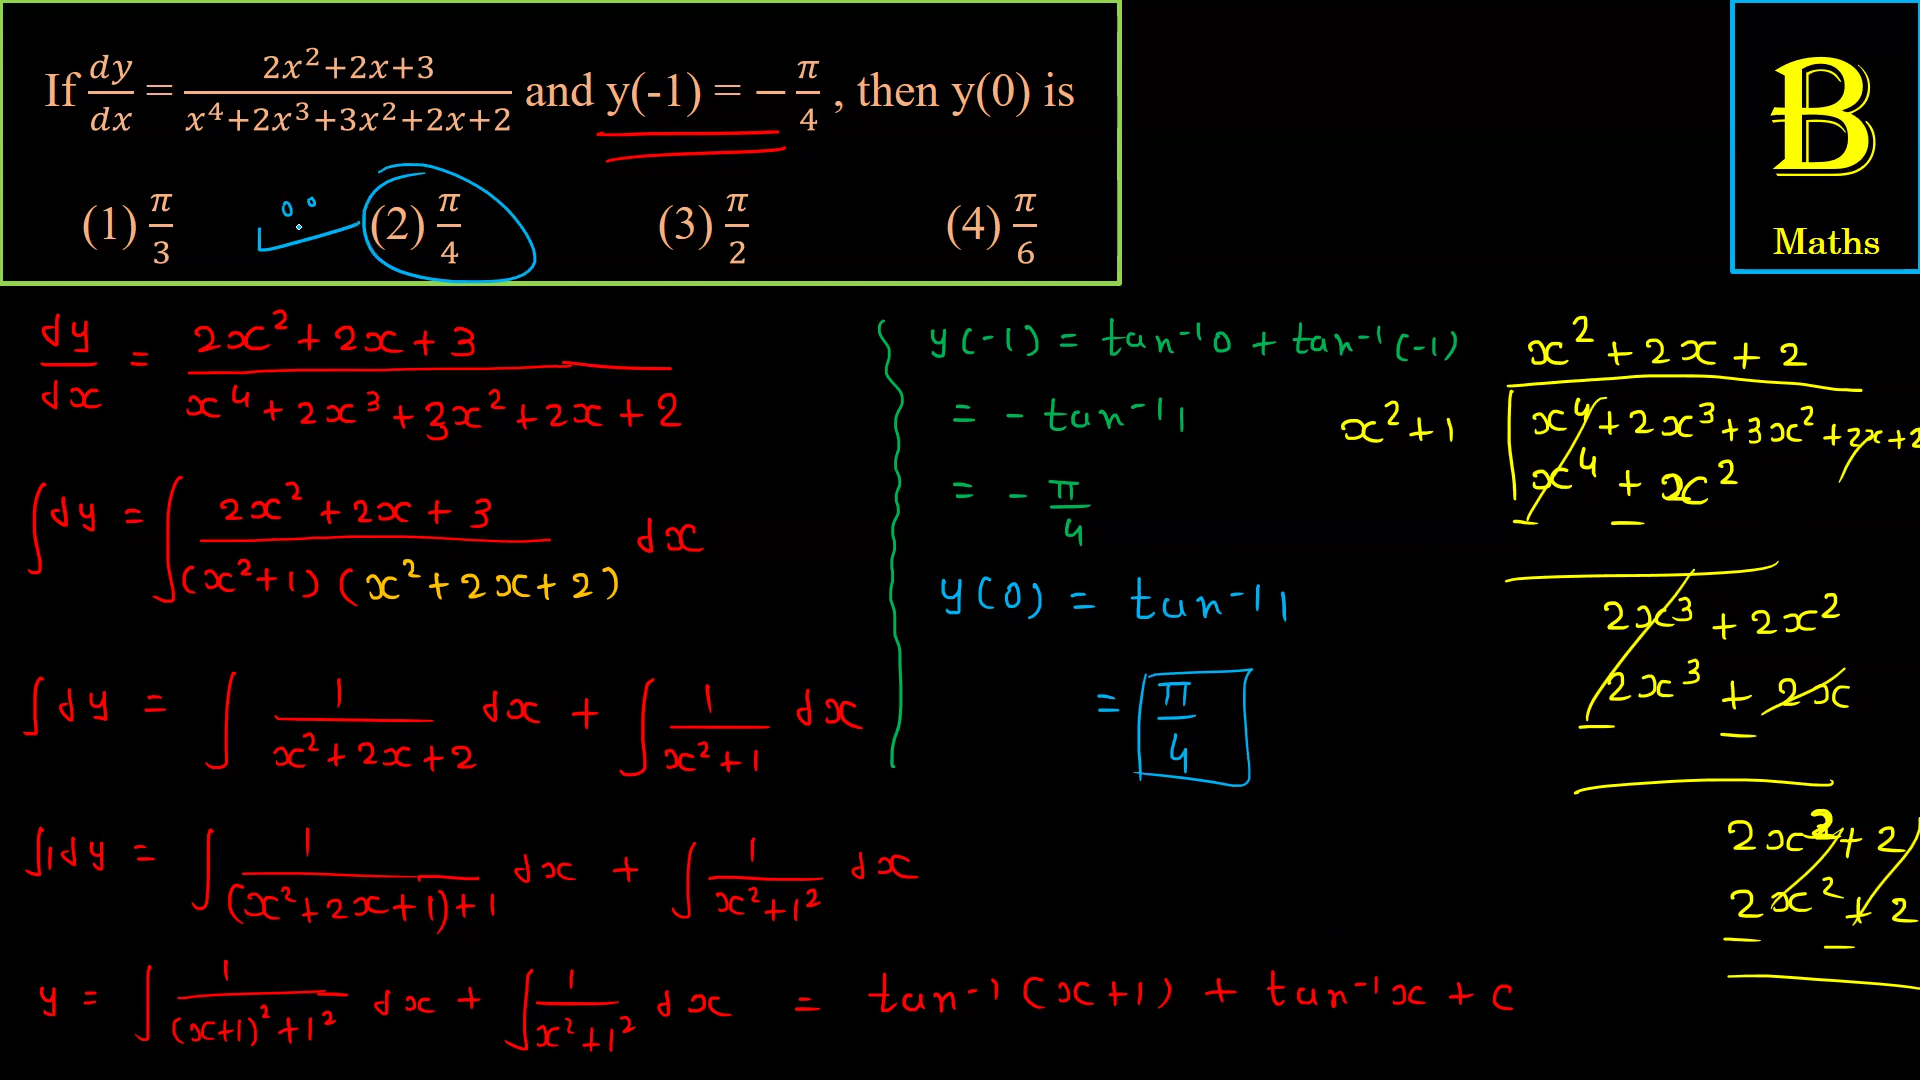 If dy/dx = (2x²+2x+3)/(x⁴+2x³+3x²+2x+2) and y(-1) = −π/4 , then y(0) is
(1) π/3 (2) π/4 (3) π/2 (4) π/6
B
Maths
dy/dx = (2x²+2x+3)/(x⁴+2x³+3x²+2x+2)
∫dy = ∫ (2x²+2x+3)/((x²+1)(x²+2x+2)) dx
∫dy = ∫ 1/(x²+2x+2) dx + ∫ 1/(x²+1) dx
∫1dy = ∫ 1/((x²+2x+1)+1) dx + ∫ 1/(x²+1²) dx
y = ∫ 1/((x+1)²+1²) dx + ∫ 1/(x²+1²) dx = tan⁻¹(x+1) + tan⁻¹x + c
y(-1) = tan⁻¹0 + tan⁻¹(-1)
= - tan⁻¹1
= - π/4
y(0) = tan⁻¹1
= π/4
x²+2x+2
x²+1
x⁴+2x³+3x²+2x+2
x⁴ + x²
2x³ + 2x²
2x³ + 2x
2x² + 2
2x² + 2